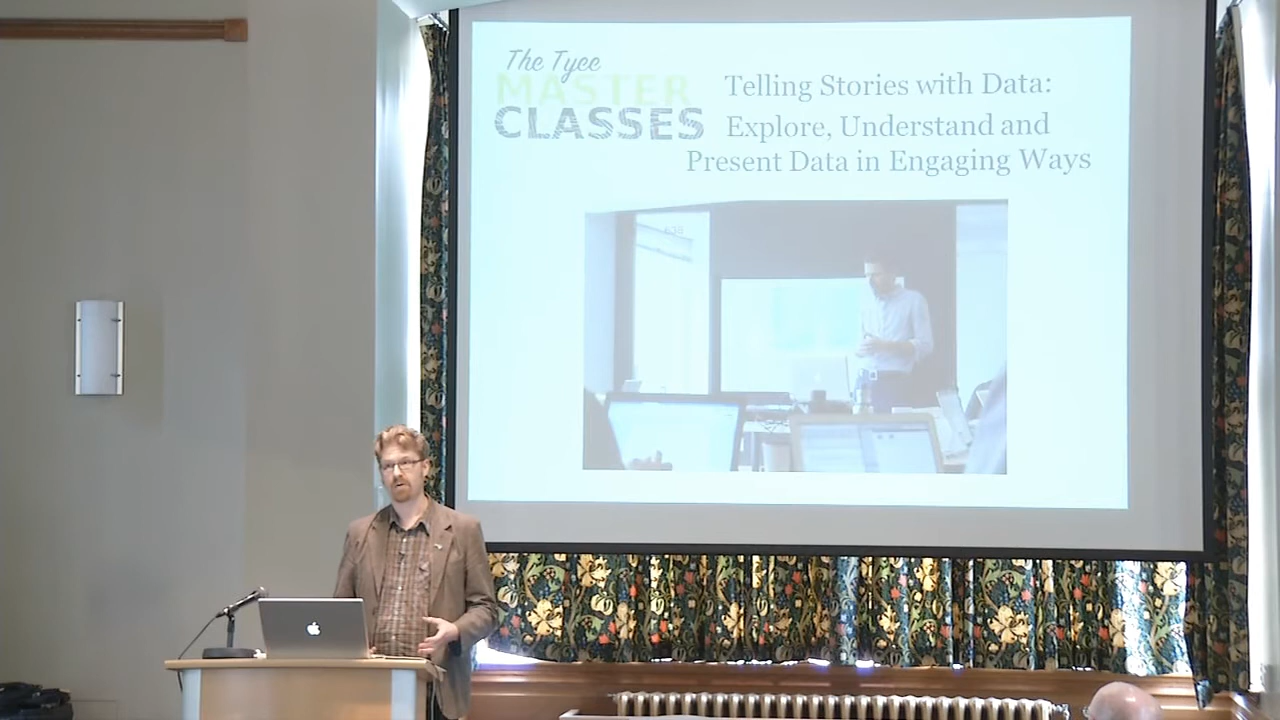 The Tyee
MASTER
CLASSES
Telling Stories with Data:
Explore, Understand and
Present Data in Engaging Ways